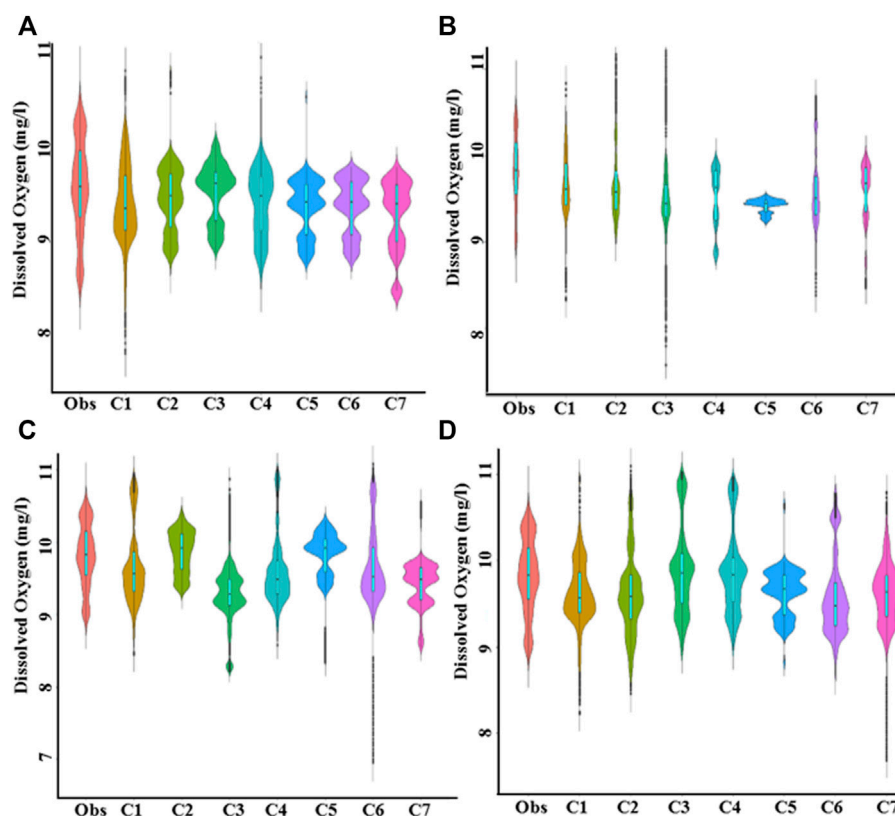 A
B
Dissolved Oxygen (mg/l)
11
10
9
8
Obs C1 C2 C3 C4 C5 C6 C7
Dissolved Oxygen (mg/l)
11
10
9
8
Obs C1 C2 C3 C4 C5 C6 C7
C
D
Dissolved Oxygen (mg/l)
11
10
9
8
7
Obs C1 C2 C3 C4 C5 C6 C7
Dissolved Oxygen (mg/l)
11
10
9
8
Obs C1 C2 C3 C4 C5 C6 C7